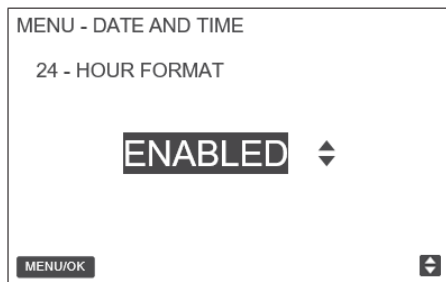 MENU - DATE AND TIME
24 - HOUR FORMAT
ENABLED
MENU/OK